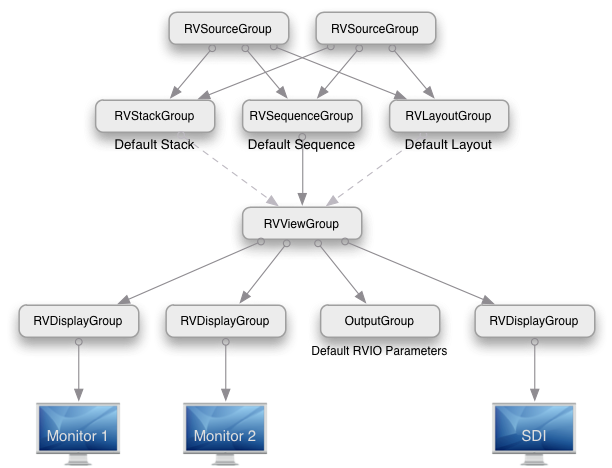 RVSourceGroup RVSourceGroup
RVStackGroup RVSequenceGroup RVLayoutGroup
Default Stack Default Sequence Default Layout
RVViewGroup
RVDisplayGroup RVDisplayGroup OutputGroup RVDisplayGroup
Default RVIO Parameters
Monitor 1 Monitor 2 SDI